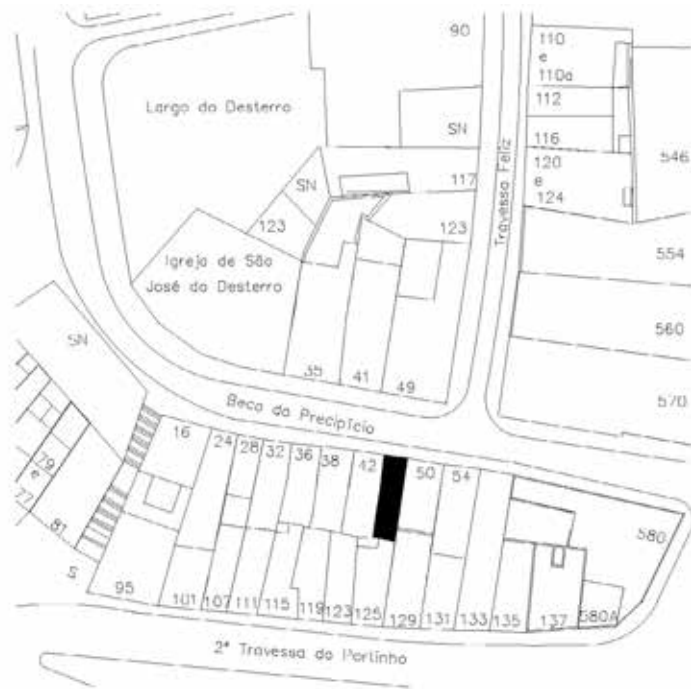 90
110
e
110a
112
SN
116
546
120
e
124
Largo do Desterro
Travessa Feliz
SN
117
123
123
Igreja de São
José do Desterro
554
560
570
35
41
49
SN
Beco do Precipício
16
24
28
32
36
38
42
50
54
580
79
e
77
81
S
95
101
107
111
115
119
123
125
129
131
133
135
137
580A
2ª Travessa do Portinho